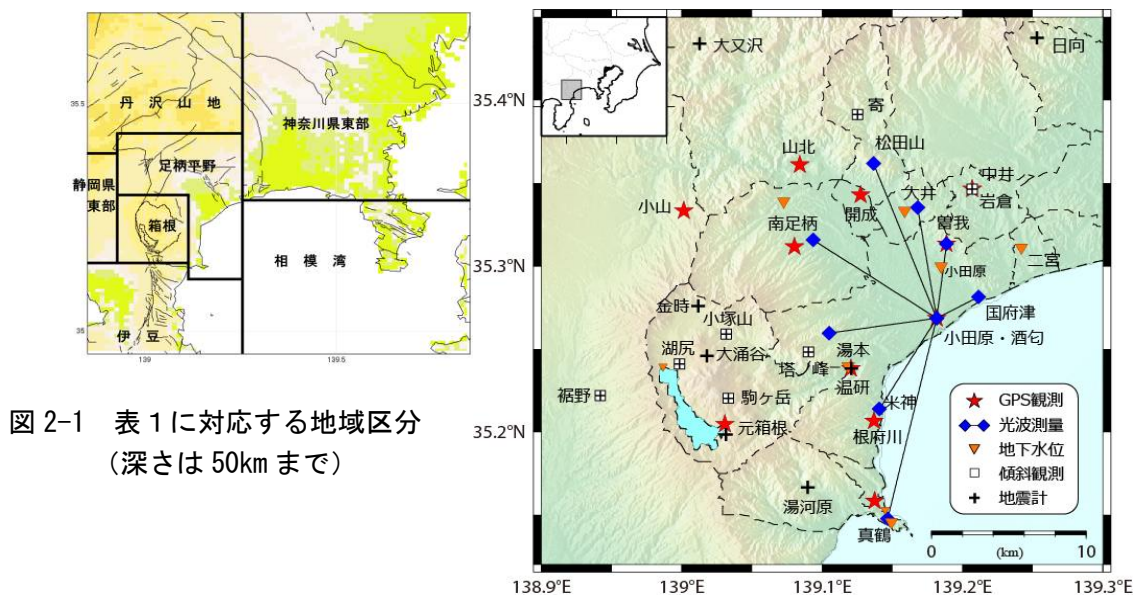 35.5
35
139
139.5
丹沢山地
神奈川県東部
足柄平野
静岡県
東部
箱根
相模湾
伊豆
図2-1 表1に対応する地域区分
(深さは50kmまで)
35.4°N
35.3°N
35.2°N
138.9°E
139°E
139.1°E
139.2°E
139.3°E
大又沢
日向
寄
松田山
山北
中井
大井
岩倉
小山
開成
南足柄
曽我
小田原
二宮
国府津
小田原・酒匂
金時
小塚山
湖尻
大涌谷
湯本
塔ノ峰
温研
裾野
駒ヶ岳
米神
元箱根
根府川
湯河原
真鶴
GPS観測
光波測量
地下水位
傾斜観測
地震計
0
10
(km)